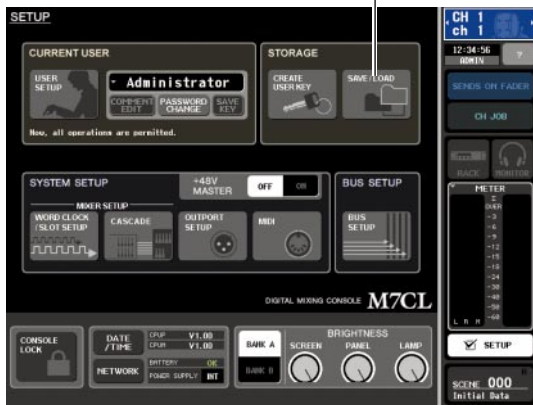 SETUP
CURRENT USER
USER
SETUP
Administrator
COMMENT
EDIT
PASSWORD
CHANGE
SAVE
KEY
Now, all operations are permitted.
STORAGE
CREATE
USER KEY
SAVE/LOAD
SYSTEM SETUP
+48V
MASTER
OFF
ON
MIXER SETUP
WORD CLOCK
/SLOT SETUP
CASCADE
OUTPORT
SETUP
MIDI
BUS SETUP
BUS
SETUP
DIGITAL MIXING CONSOLE M7CL
CONSOLE
LOCK
DATE
/TIME
NETWORK
CPUP V1.00
CPUM V1.00
BATTERY OK
POWER SUPPLY INT
BANK A
BANK B
BRIGHTNESS
SCREEN
PANEL
LAMP
CH 1
ch 1
12:34:56
ADMIN
?
SENDS ON FADER
CH JOB
RACK
MONITOR
METER
Σ
OVER
-3
-6
-9
-12
-15
-18
-24
-30
-40
-50
-60
L R M
SETUP
SCENE 000
Initial Data